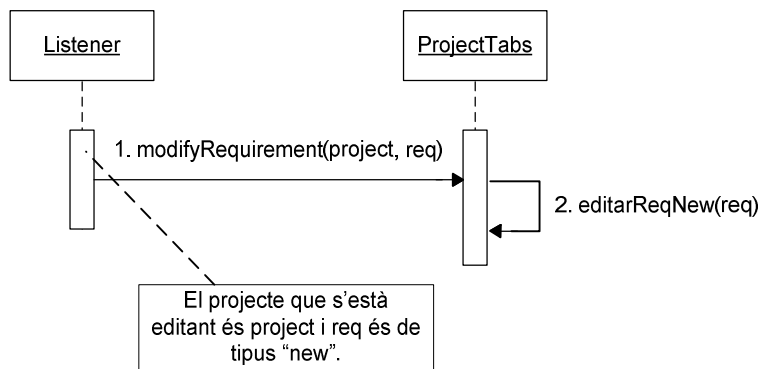 Listener
ProjectTabs
1. modifyRequirement(project, req)
2. editarReqNew(req)
El projecte que s’està
editant és project i req és de
tipus “new”.